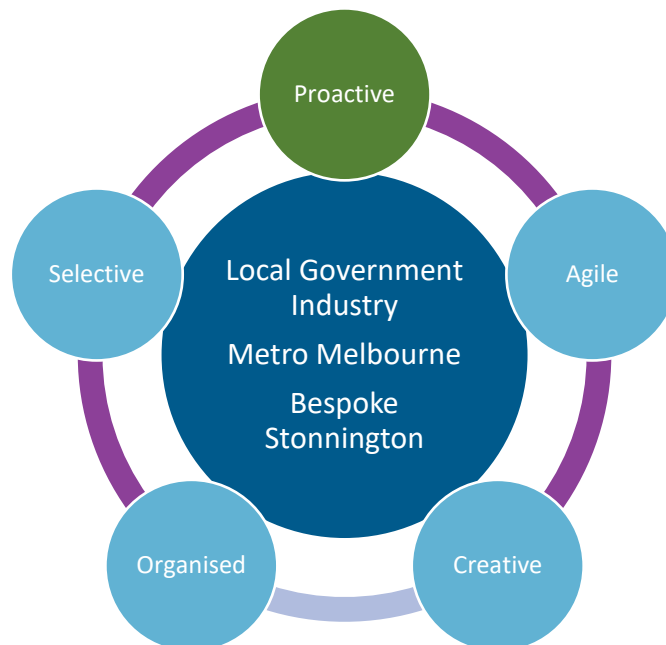 Proactive
Selective
Agile
Local Government
Industry
Metro Melbourne
Bespoke
Stonnington
Organised
Creative